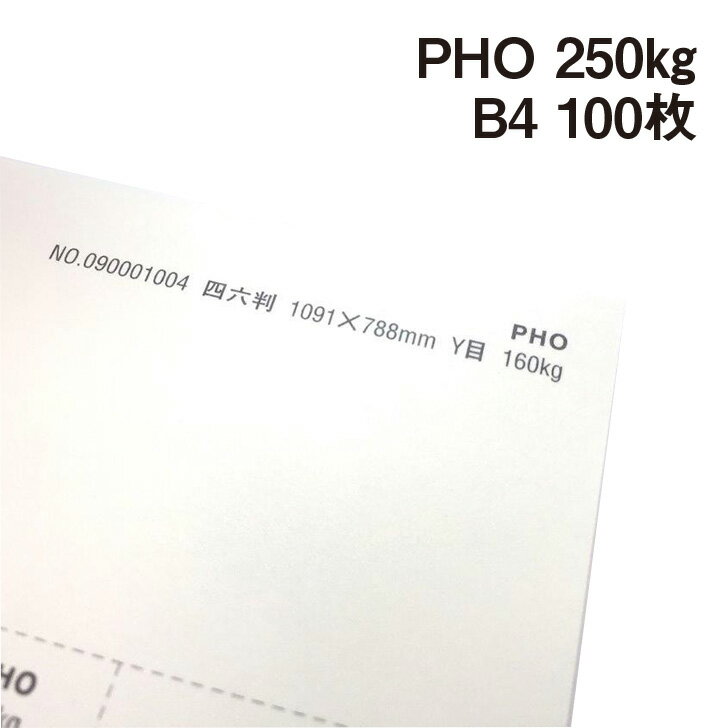 PHO 250kg
B4 100枚
PHO
NO.090001004 四六判 1091×788mm Y目 160kg
HO
kg